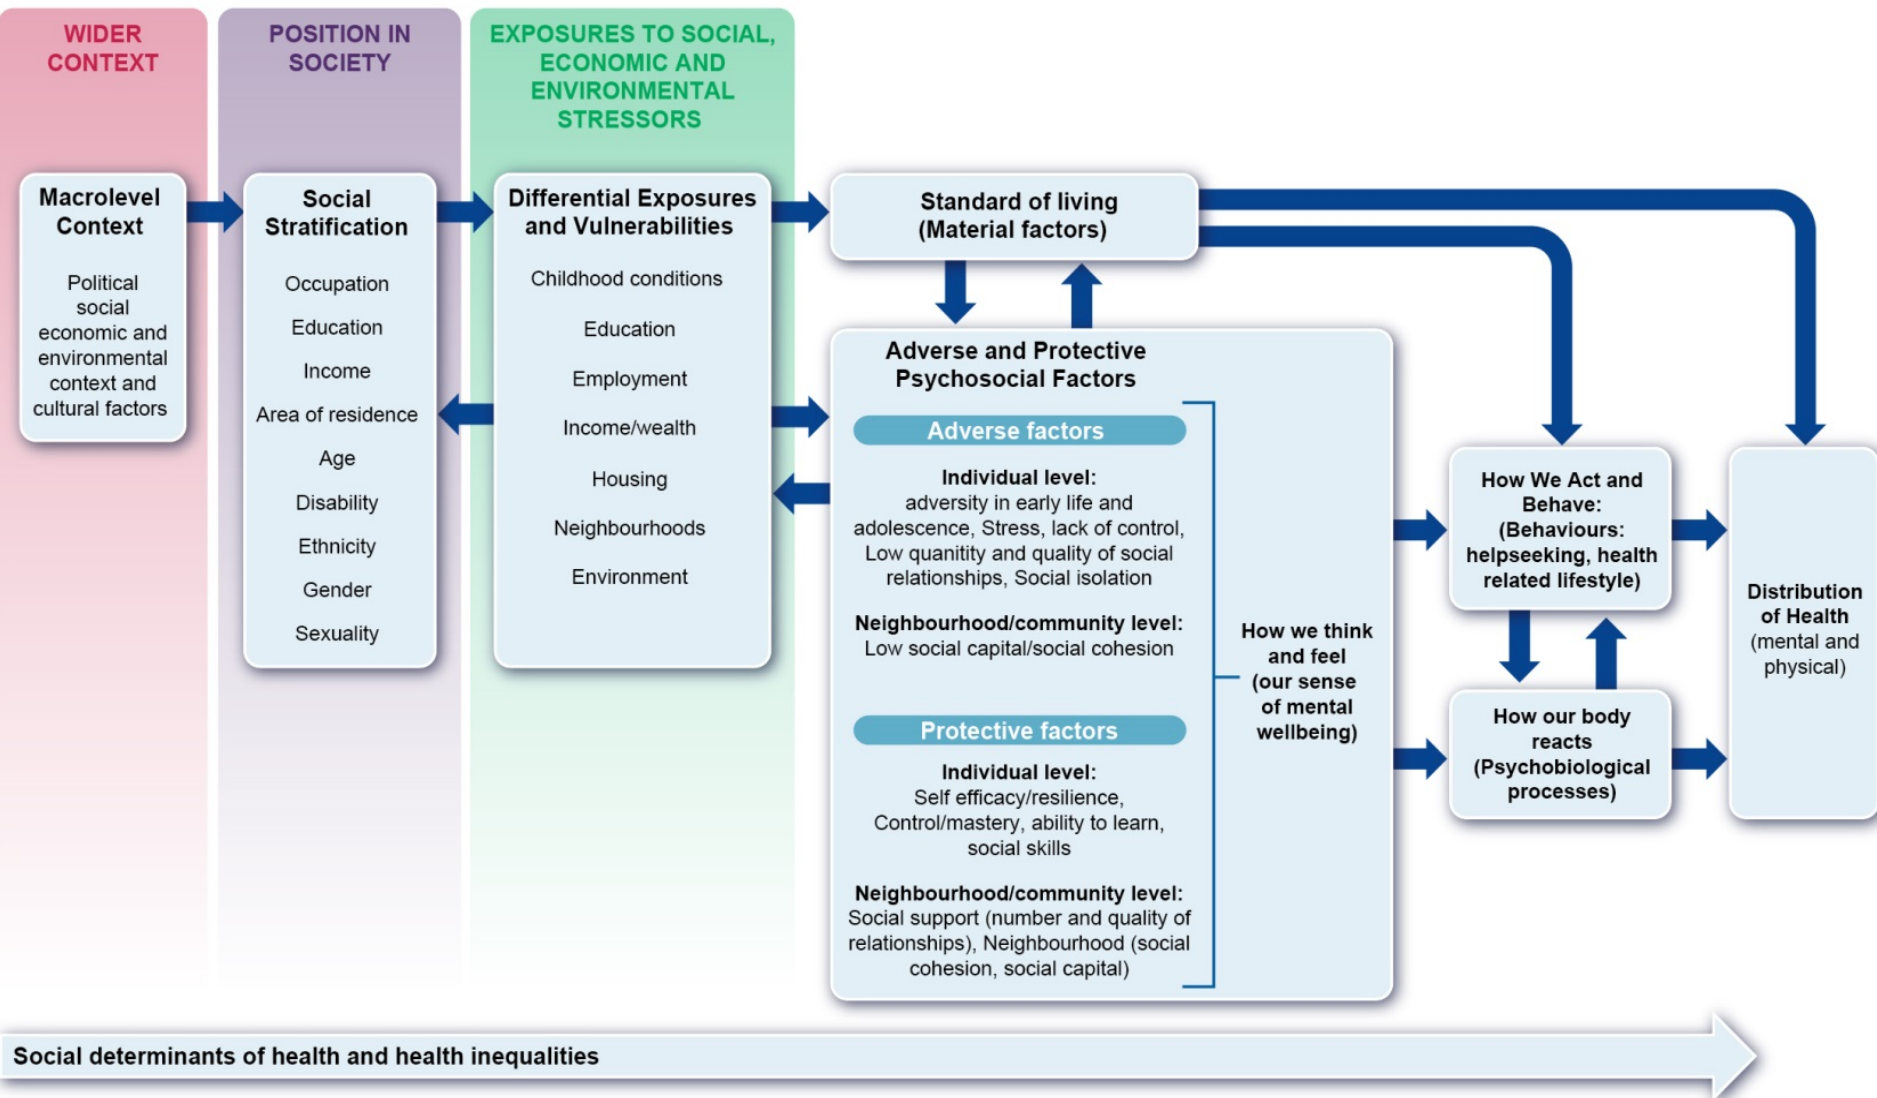 WIDER
CONTEXT
POSITION IN
SOCIETY
EXPOSURES TO SOCIAL,
ECONOMIC AND
ENVIRONMENTAL
STRESSORS
Macrolevel
Context
Political
social
economic and
environmental
context and
cultural factors
Social
Stratification
Occupation
Education
Income
Area of residence
Age
Disability
Ethnicity
Gender
Sexuality
Differential Exposures
and Vulnerabilities
Childhood conditions
Education
Employment
Income/wealth
Housing
Neighbourhoods
Environment
Standard of living
(Material factors)
Adverse and Protective
Psychosocial Factors
Adverse factors
Individual level:
adversity in early life and
adolescence, Stress, lack of control,
Low quanitity and quality of social
relationships, Social isolation
Neighbourhood/community level:
Low social capital/social cohesion
Protective factors
Individual level:
Self efficacy/resilience,
Control/mastery, ability to learn,
social skills
Neighbourhood/community level:
Social support (number and quality of
relationships), Neighbourhood (social
cohesion, social capital)
How we think
and feel
(our sense
of mental
wellbeing)
How We Act and
Behave:
(Behaviours:
helpseeking, health
related lifestyle)
How our body
reacts
(Psychobiological
processes)
Distribution
of Health
(mental and
physical)
Social determinants of health and health inequalities